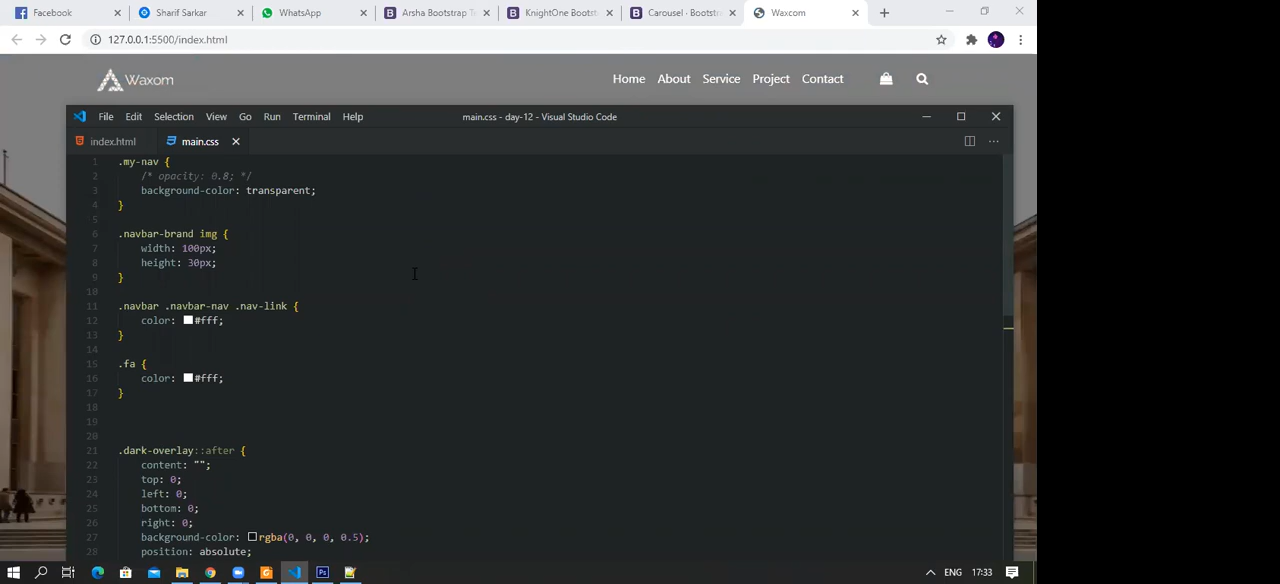 Facebook Sharif Sarkar WhatsApp Arsha Bootstrap Te KnightOne Bootst Carousel · Bootstra Waxcom
127.0.0.1:5500/index.html
Waxom Home About Service Project Contact
File Edit Selection View Go Run Terminal Help main.css - day-12 - Visual Studio Code
index.html main.css
1 .my-nav {
2 /* opacity: 0.8; */
3 background-color: transparent;
4 }
5
6 .navbar-brand img {
7 width: 100px;
8 height: 30px;
9 }
10
11 .navbar .navbar-nav .nav-link {
12 color: #fff;
13 }
14
15 .fa {
16 color: #fff;
17 }
18
19
20
21 .dark-overlay::after {
22 content: "";
23 top: 0;
24 left: 0;
25 bottom: 0;
26 right: 0;
27 background-color: rgba(0, 0, 0, 0.5);
28 position: absolute;
Ps ENG 17:33